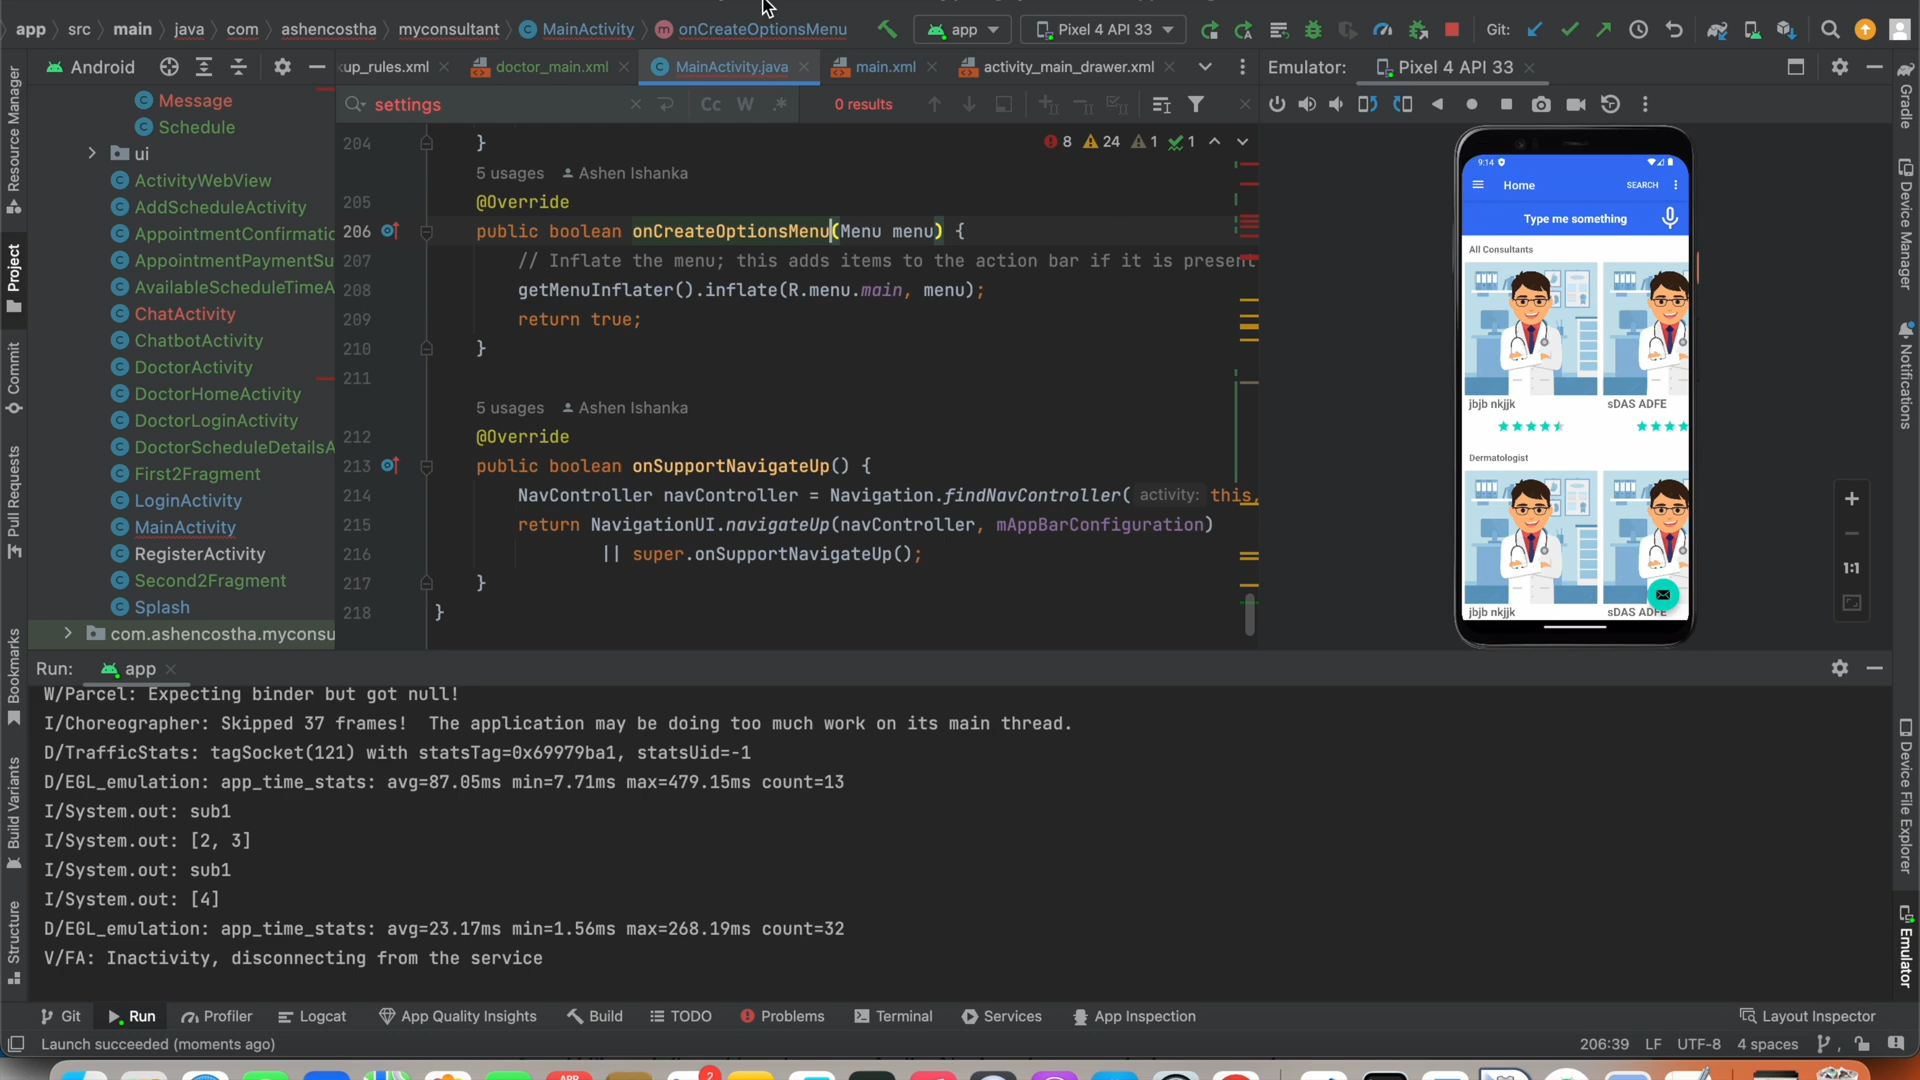 app
src
main
java
com
ashencostha
myconsultant
MainActivity
onCreateOptionsMenu
app
Pixel 4 API 33
Git:
Android
kup_rules.xml
doctor_main.xml
MainActivity.java
main.xml
activity_main_drawer.xml
Emulator:
Pixel 4 API 33
settings
Cc
W
.*
0 results
Message
Schedule
ui
ActivityWebView
AddScheduleActivity
AppointmentConfirmatic
AppointmentPaymentSu
AvailableScheduleTimeA
ChatActivity
ChatbotActivity
DoctorActivity
DoctorHomeActivity
DoctorLoginActivity
DoctorScheduleDetailsA
First2Fragment
LoginActivity
MainActivity
RegisterActivity
Second2Fragment
Splash
com.ashencostha.myconsu
8 24 1 1
204 }
5 usages Ashen Ishanka
205 @Override
206 public boolean onCreateOptionsMenu(Menu menu) {
207 // Inflate the menu; this adds items to the action bar if it is present
208 getMenuInflater().inflate(R.menu.main, menu);
209 return true;
210 }
211
5 usages Ashen Ishanka
212 @Override
213 public boolean onSupportNavigateUp() {
214 NavController navController = Navigation.findNavController( activity: this,
215 return NavigationUI.navigateUp(navController, mAppBarConfiguration)
216 || super.onSupportNavigateUp();
217 }
218 }
9:14
Home
SEARCH
Type me something
All Consultants
jbjb nkjjk
sDAS ADFE
Dermatologist
jbjb nkjjk
sDAS ADFE
1:1
Resource Manager
Project
Commit
Pull Requests
Bookmarks
Build Variants
Structure
Gradle
Device Manager
Notifications
Device File Explorer
Emulator
Run:
app
W/Parcel: Expecting binder but got null!
I/Choreographer: Skipped 37 frames!  The application may be doing too much work on its main thread.
D/TrafficStats: tagSocket(121) with statsTag=0x69979ba1, statsUid=-1
D/EGL_emulation: app_time_stats: avg=87.05ms min=7.71ms max=479.15ms count=13
I/System.out: sub1
I/System.out: [2, 3]
I/System.out: sub1
I/System.out: [4]
D/EGL_emulation: app_time_stats: avg=23.17ms min=1.56ms max=268.19ms count=32
V/FA: Inactivity, disconnecting from the service
Git
Run
Profiler
Logcat
App Quality Insights
Build
TODO
Problems
Terminal
Services
App Inspection
Layout Inspector
Launch succeeded (moments ago)
206:39
LF
UTF-8
4 spaces
2